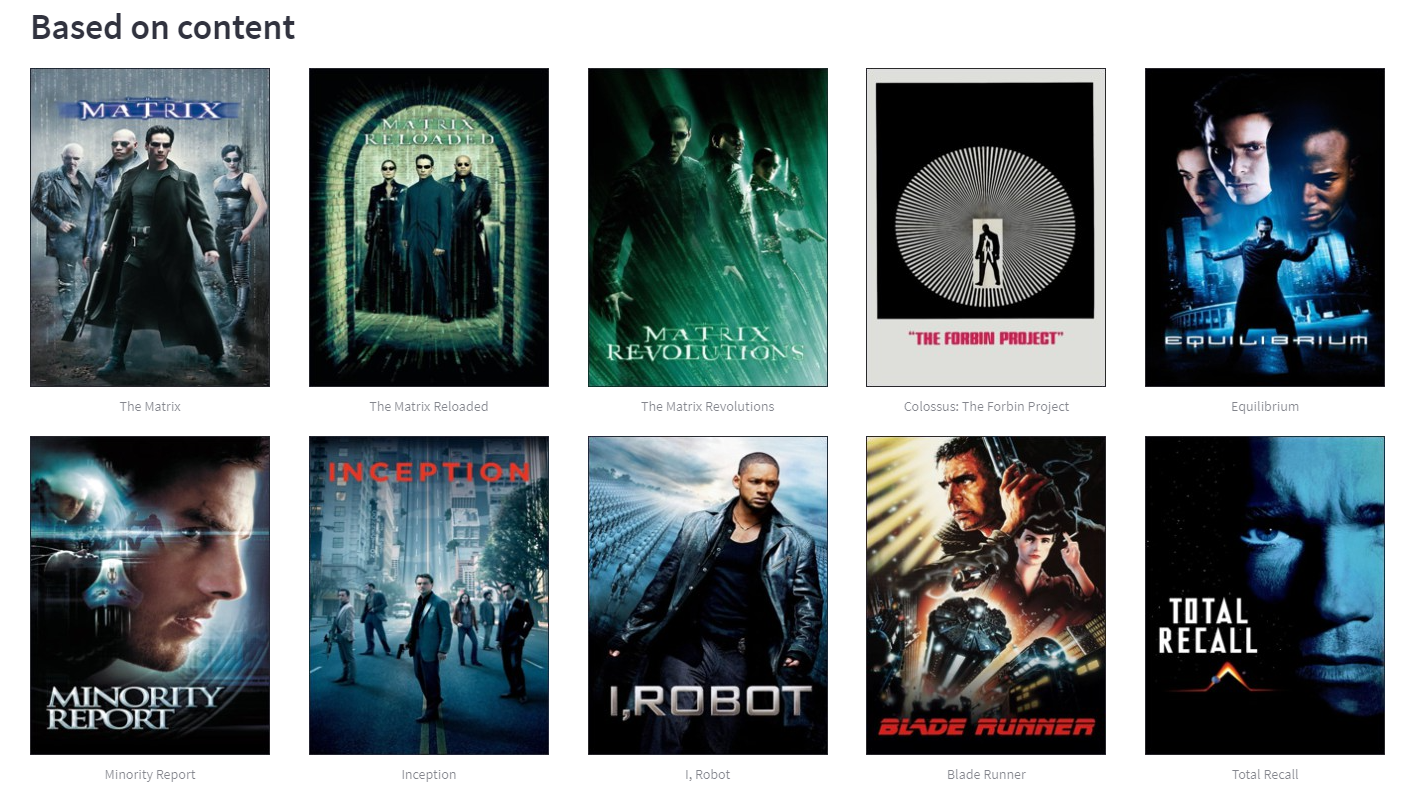 Based on content
THE
MATRIX
MATRIX
RELOADED
MATRIX
REVOLUTIONS
"THE FORBIN PROJECT"
EQUILIBRIUM
The Matrix
The Matrix Reloaded
The Matrix Revolutions
Colossus: The Forbin Project
Equilibrium
MINORITY
REPORT
INCEPTION
I,ROBOT
BLADE RUNNER
TOTAL
RECALL
Minority Report
Inception
I, Robot
Blade Runner
Total Recall